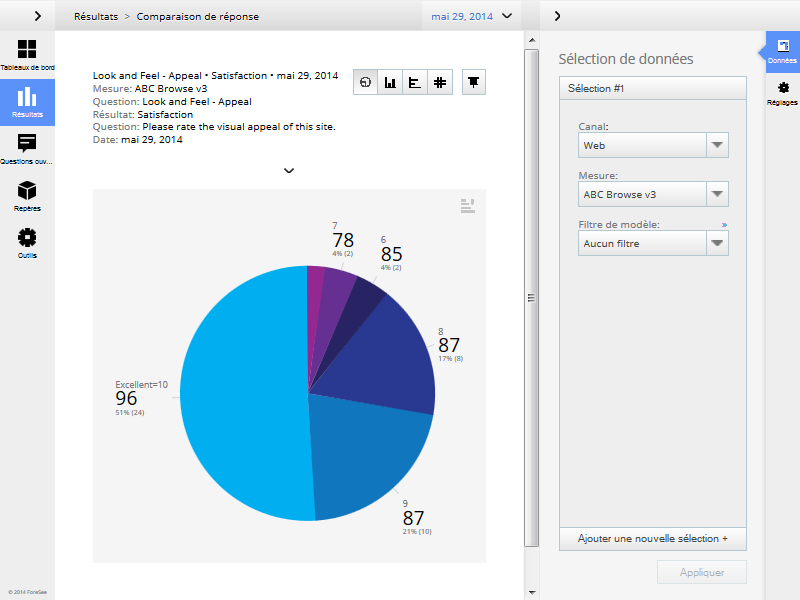 Résultats > Comparaison de réponse
mai 29, 2014
Tableaux de bord
Résultats
Questions ouv...
Repères
Outils
© 2014 ForeSee
Look and Feel - Appeal • Satisfaction • mai 29, 2014
Mesure: ABC Browse v3
Question: Look and Feel - Appeal
Résultat: Satisfaction
Question: Please rate the visual appeal of this site.
Date: mai 29, 2014
7
78
4% (2)
6
85
4% (2)
8
87
17% (8)
Excellent=10
96
51% (24)
9
87
21% (10)
Sélection de données
Sélection #1
Canal:
Web
Mesure:
ABC Browse v3
Filtre de modèle: »
Aucun filtre
Ajouter une nouvelle sélection +
Appliquer
Données
Réglages